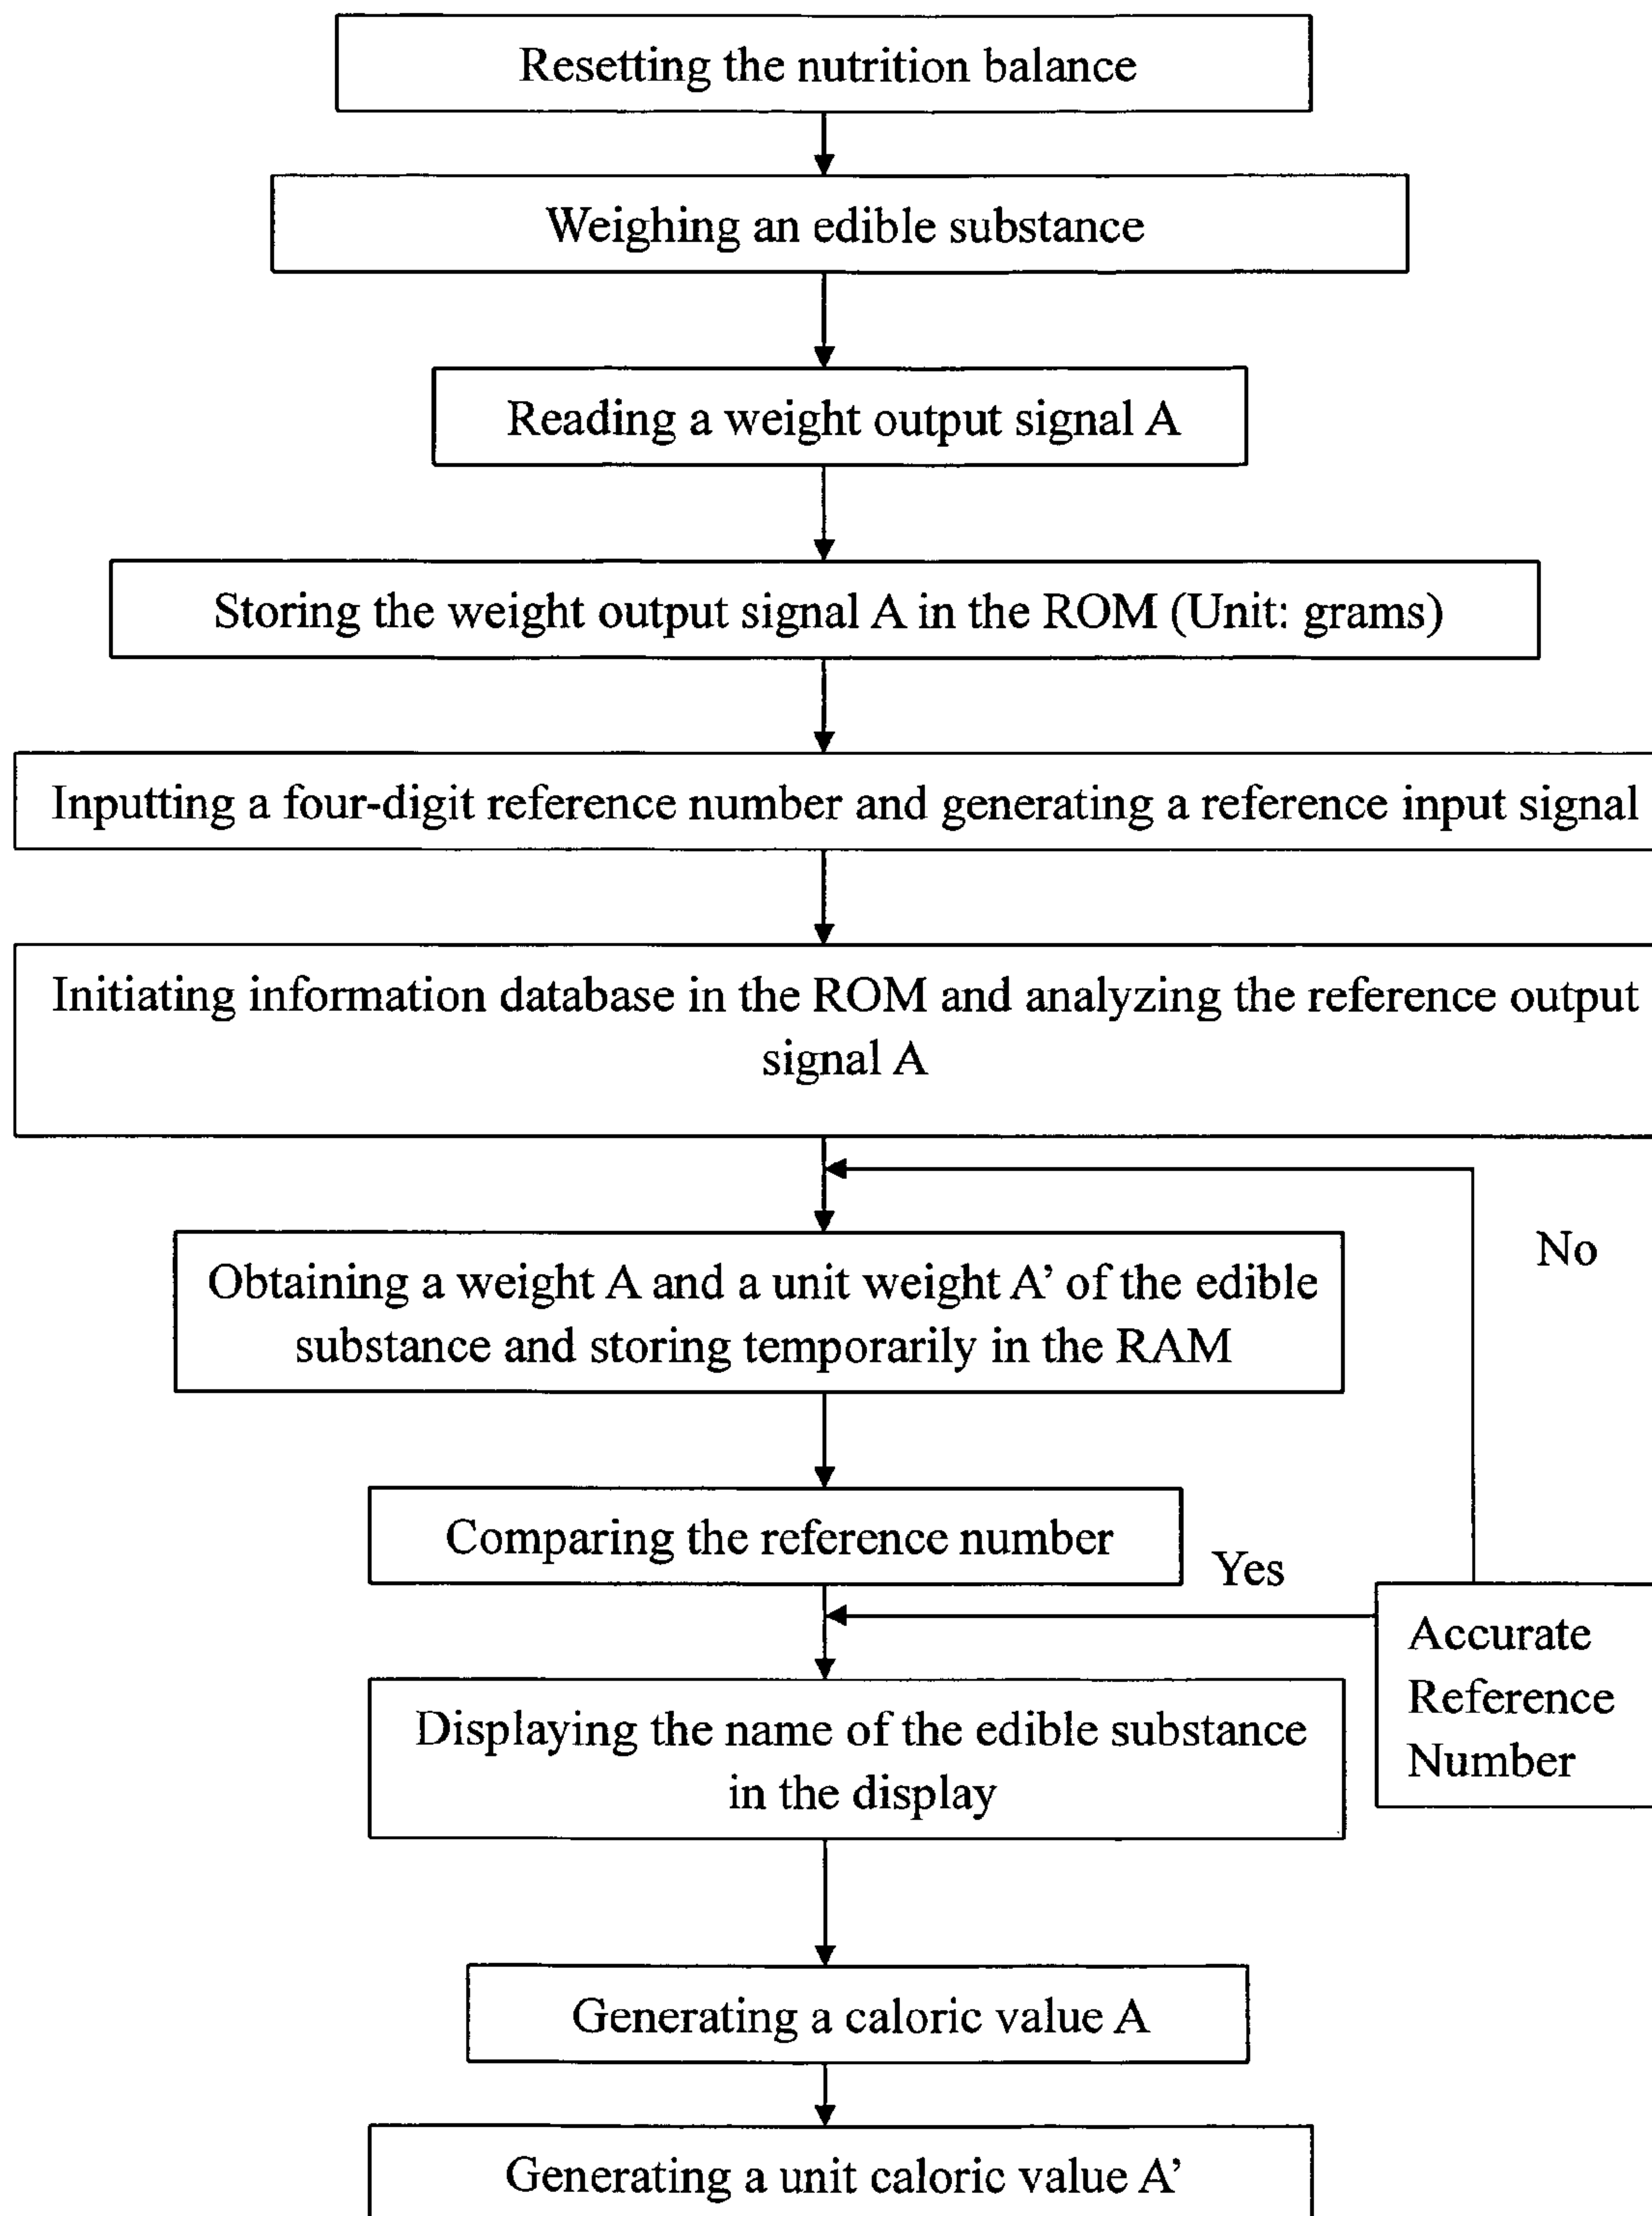 Resetting the nutrition balance
Weighing an edible substance
Reading a weight output signal A
Storing the weight output signal A in the ROM (Unit: grams)
Inputting a four-digit reference number and generating a reference input signal
Initiating information database in the ROM and analyzing the reference output
signal A
No
Obtaining a weight A and a unit weight A’ of the edible
substance and storing temporarily in the RAM
Comparing the reference number
Yes
Accurate
Reference
Number
Displaying the name of the edible substance
in the display
Generating a caloric value A
Generating a unit caloric value A’